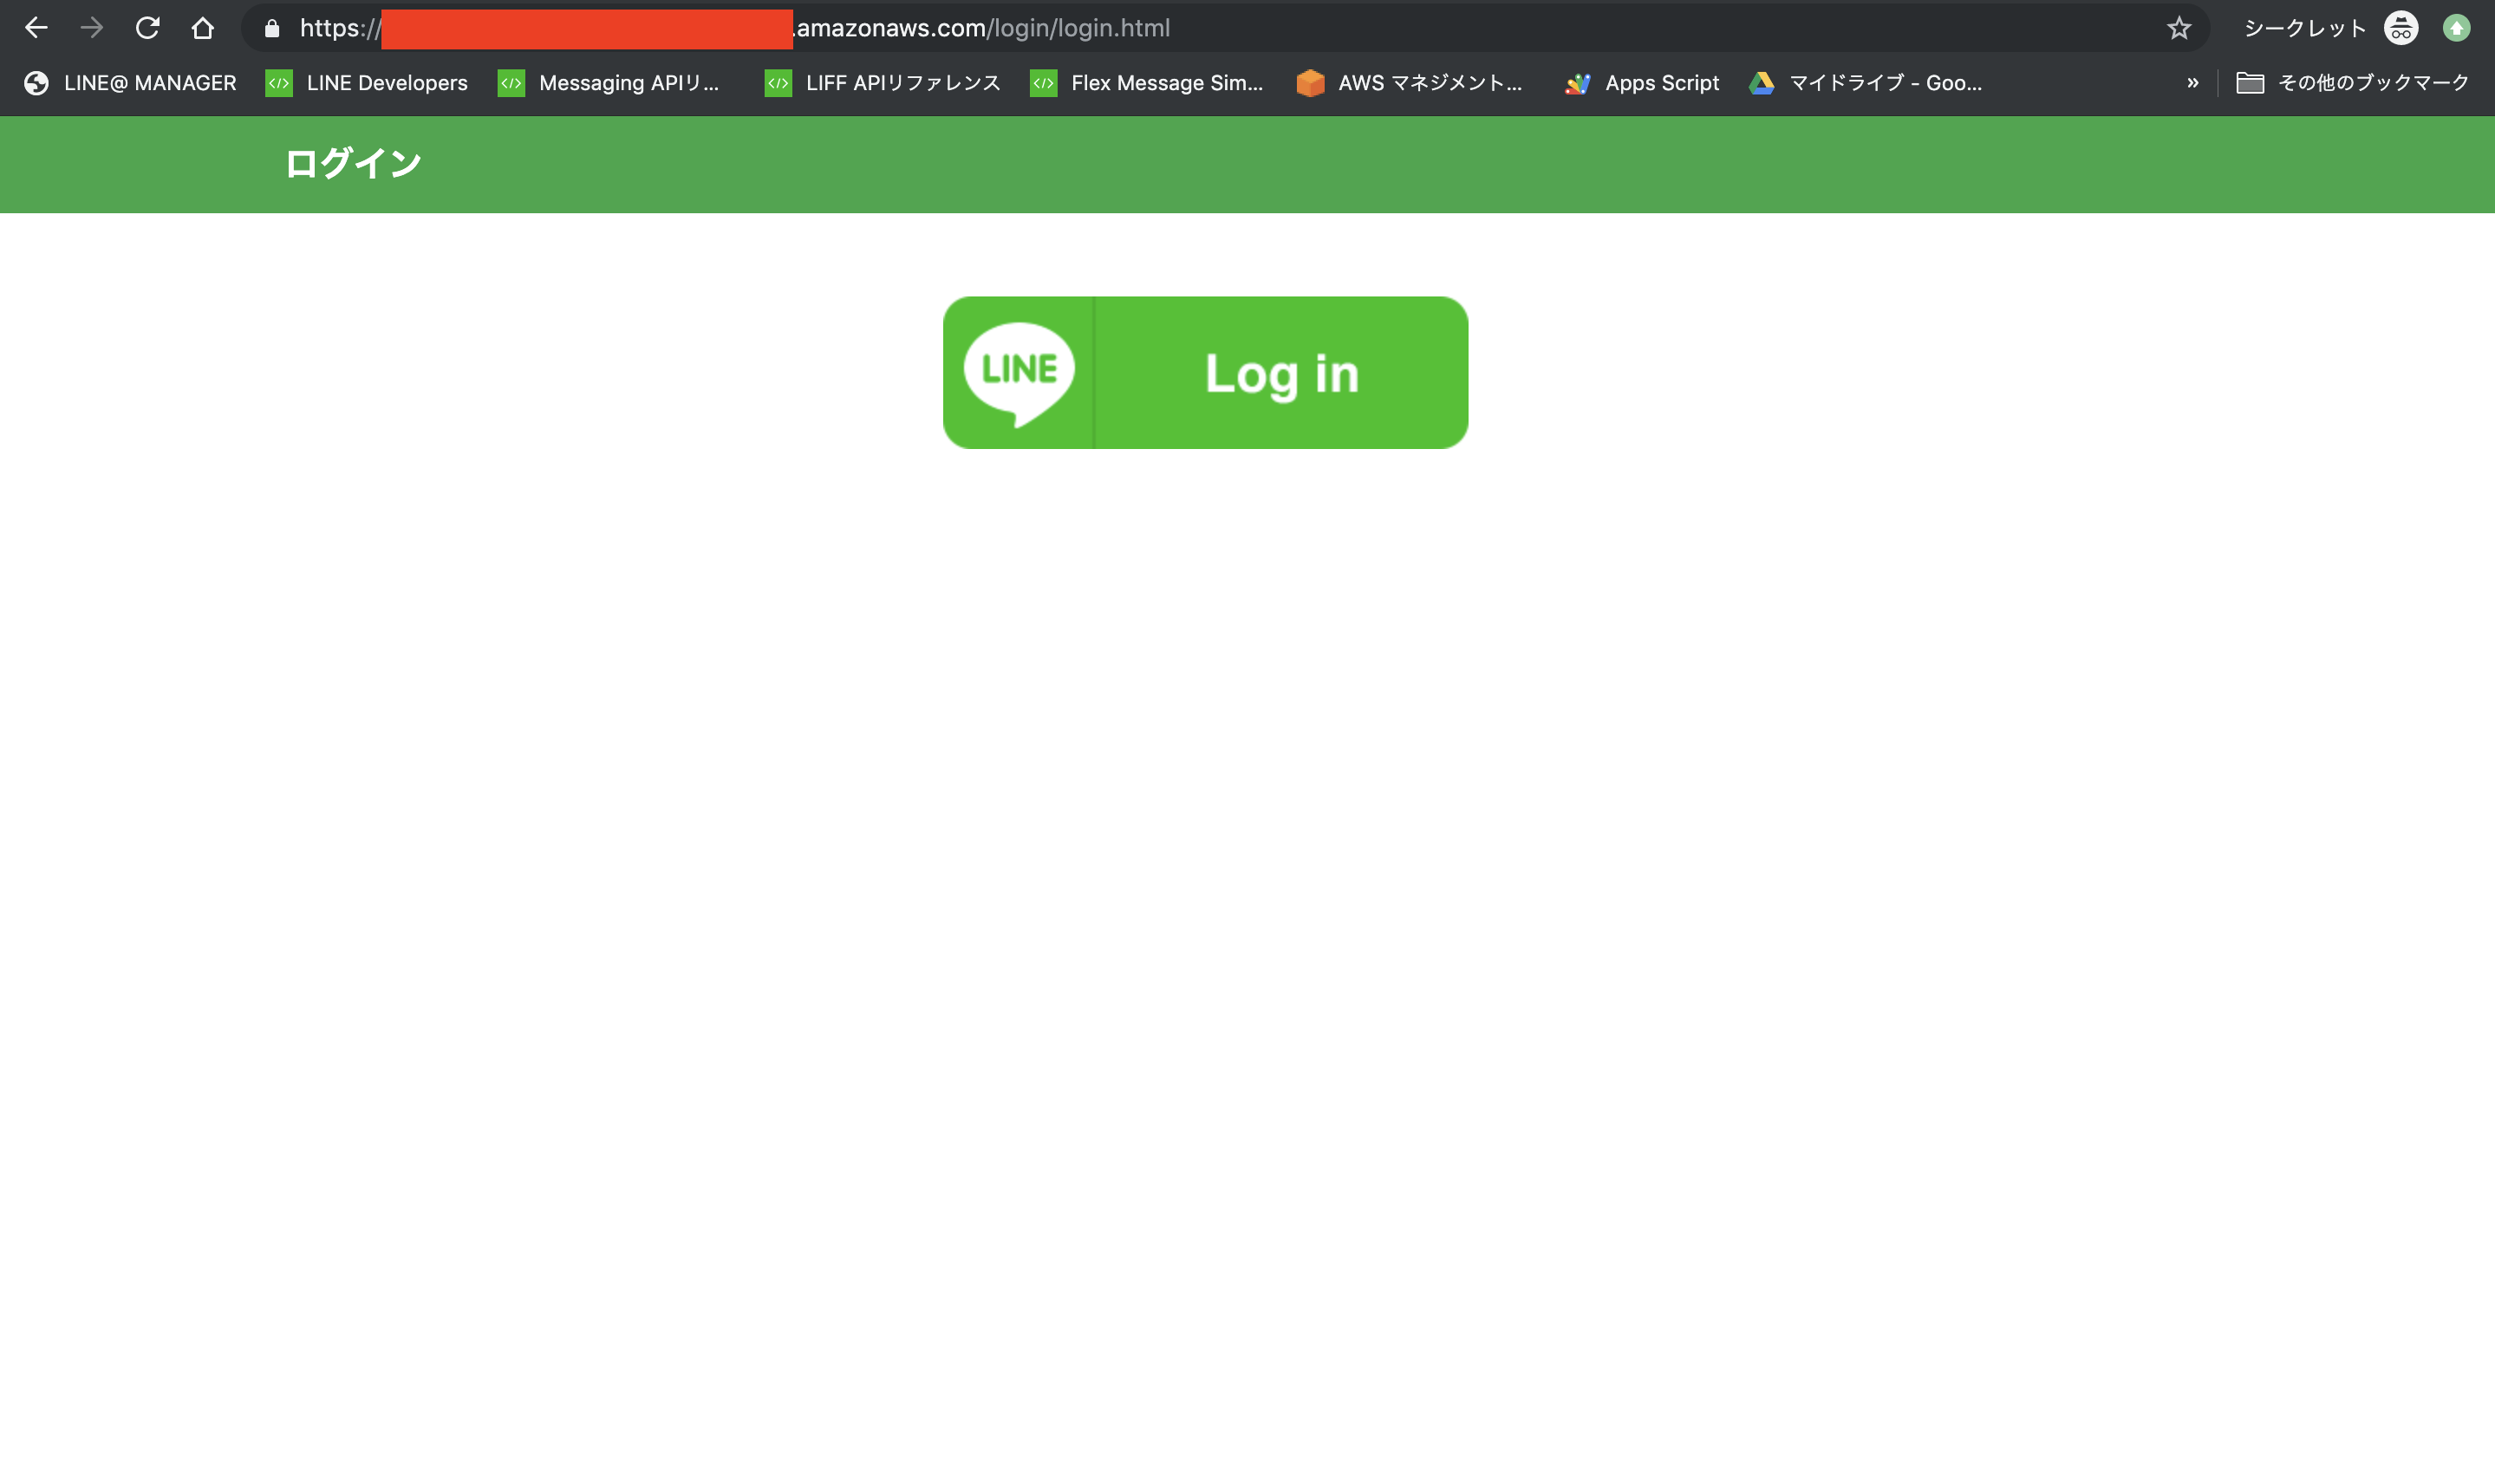 https://.amazonaws.com/login/login.html シークレット
LINE@ MANAGER LINE Developers Messaging APIリ... LIFF APIリファレンス Flex Message Sim... AWS マネジメント... Apps Script マイドライブ - Goo... » その他のブックマーク
ログイン
LINE Log in